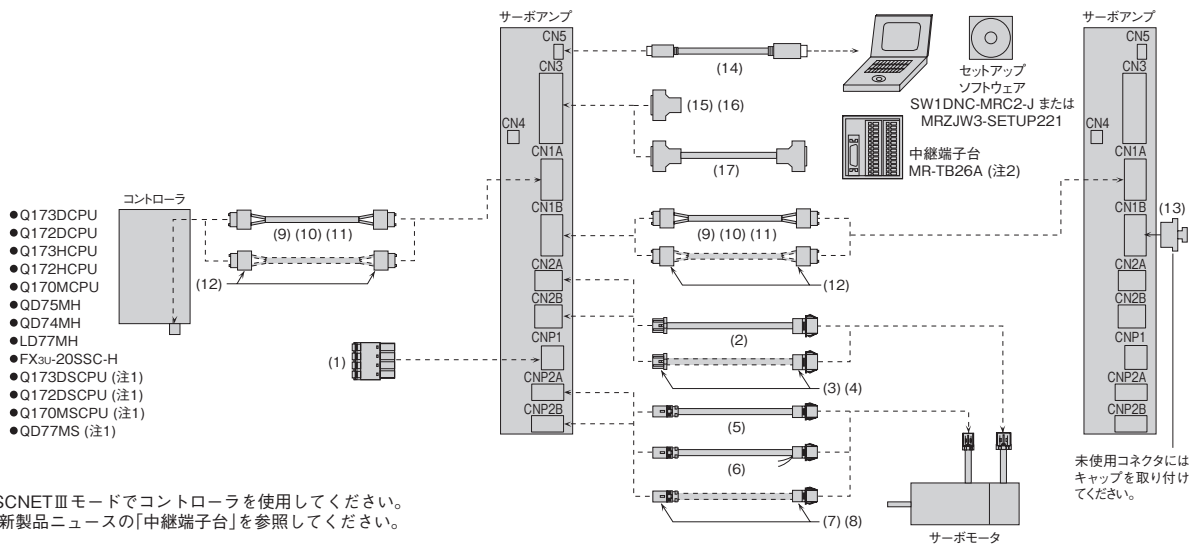 サーボアンプ
CN5
CN3
CN4
CN1A
CN1B
CN2A
CN2B
CNP1
CNP2A
CNP2B
コントローラ
●Q173DCPU
●Q172DCPU
●Q173HCPU
●Q172HCPU
●Q170MCPU
●QD75MH
●QD74MH
●LD77MH
●FX3U-20SSC-H
●Q173DSCPU (注1)
●Q172DSCPU (注1)
●Q170MSCPU (注1)
●QD77MS (注1)
(9) (10) (11)
(12)
(1)
(14)
(15) (16)
(17)
(9) (10) (11)
(12)
(2)
(3) (4)
(5)
(6)
(7) (8)
セットアップ
ソフトウェア
SW1DNC-MRC2-J または
MRZJW3-SETUP221
中継端子台
MR-TB26A (注2)
サーボモータ
サーボアンプ
CN5
CN3
CN4
CN1A
CN1B
(13)
CN2A
CN2B
CNP1
CNP2A
CNP2B
未使用コネクタには
キャップを取り付け
てください。
SCNETⅢモードでコントローラを使用してください。
新製品ニュースの「中継端子台」を参照してください。